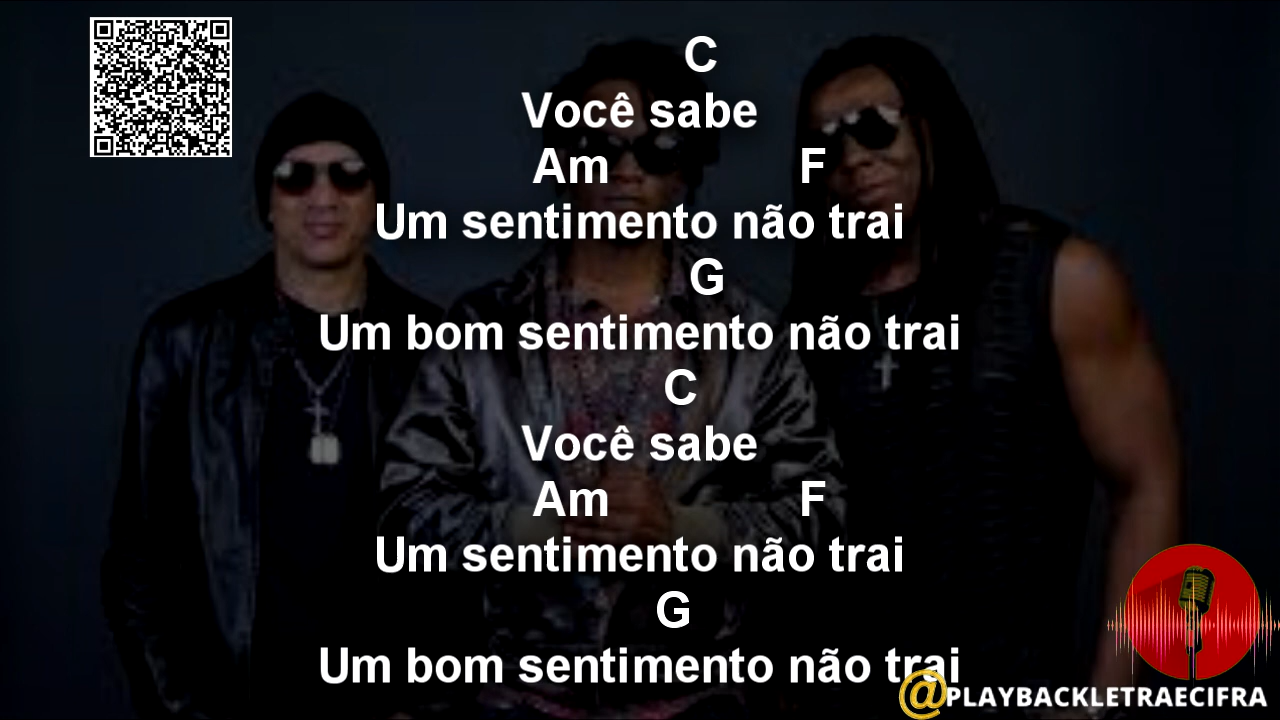 C
Você sabe
Am F
Um sentimento não trai
G
Um bom sentimento não trai
C
Você sabe
Am F
Um sentimento não trai
G
Um bom sentimento não trai
@PLAYBACKLETRAECIFRA